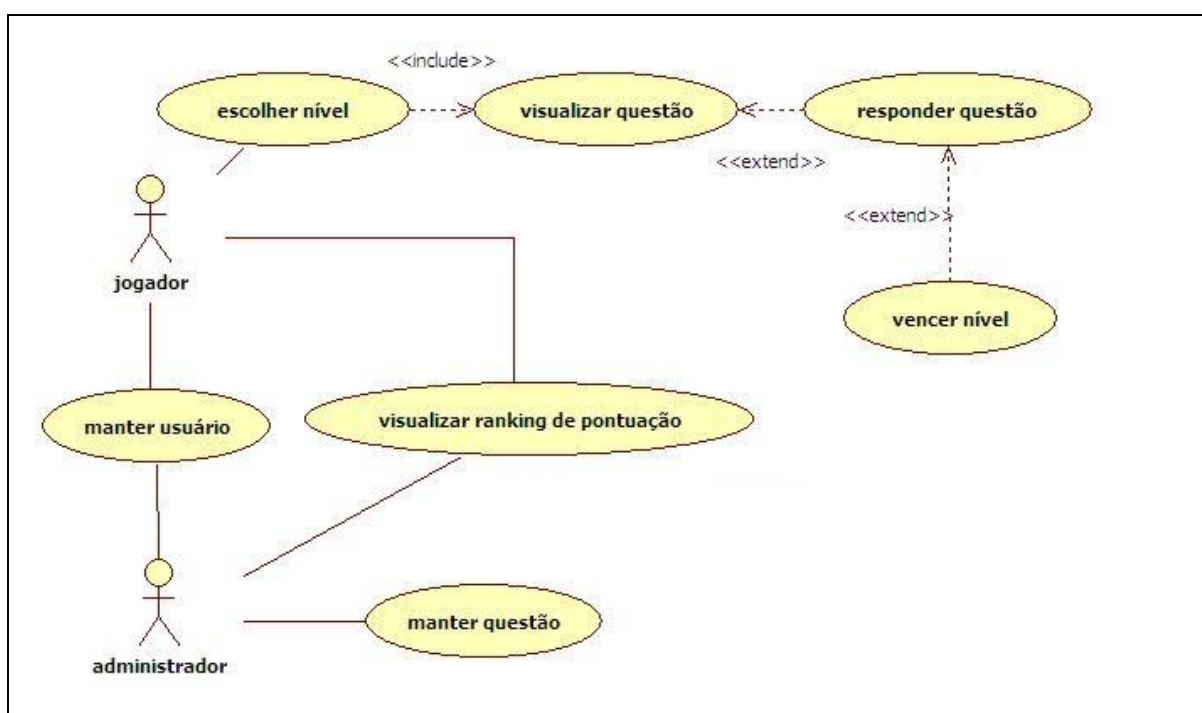 <<include>>
escolher nível
visualizar questão
responder questão
<<extend>>
<<extend>>
jogador
vencer nível
manter usuário
visualizar ranking de pontuação
manter questão
administrador